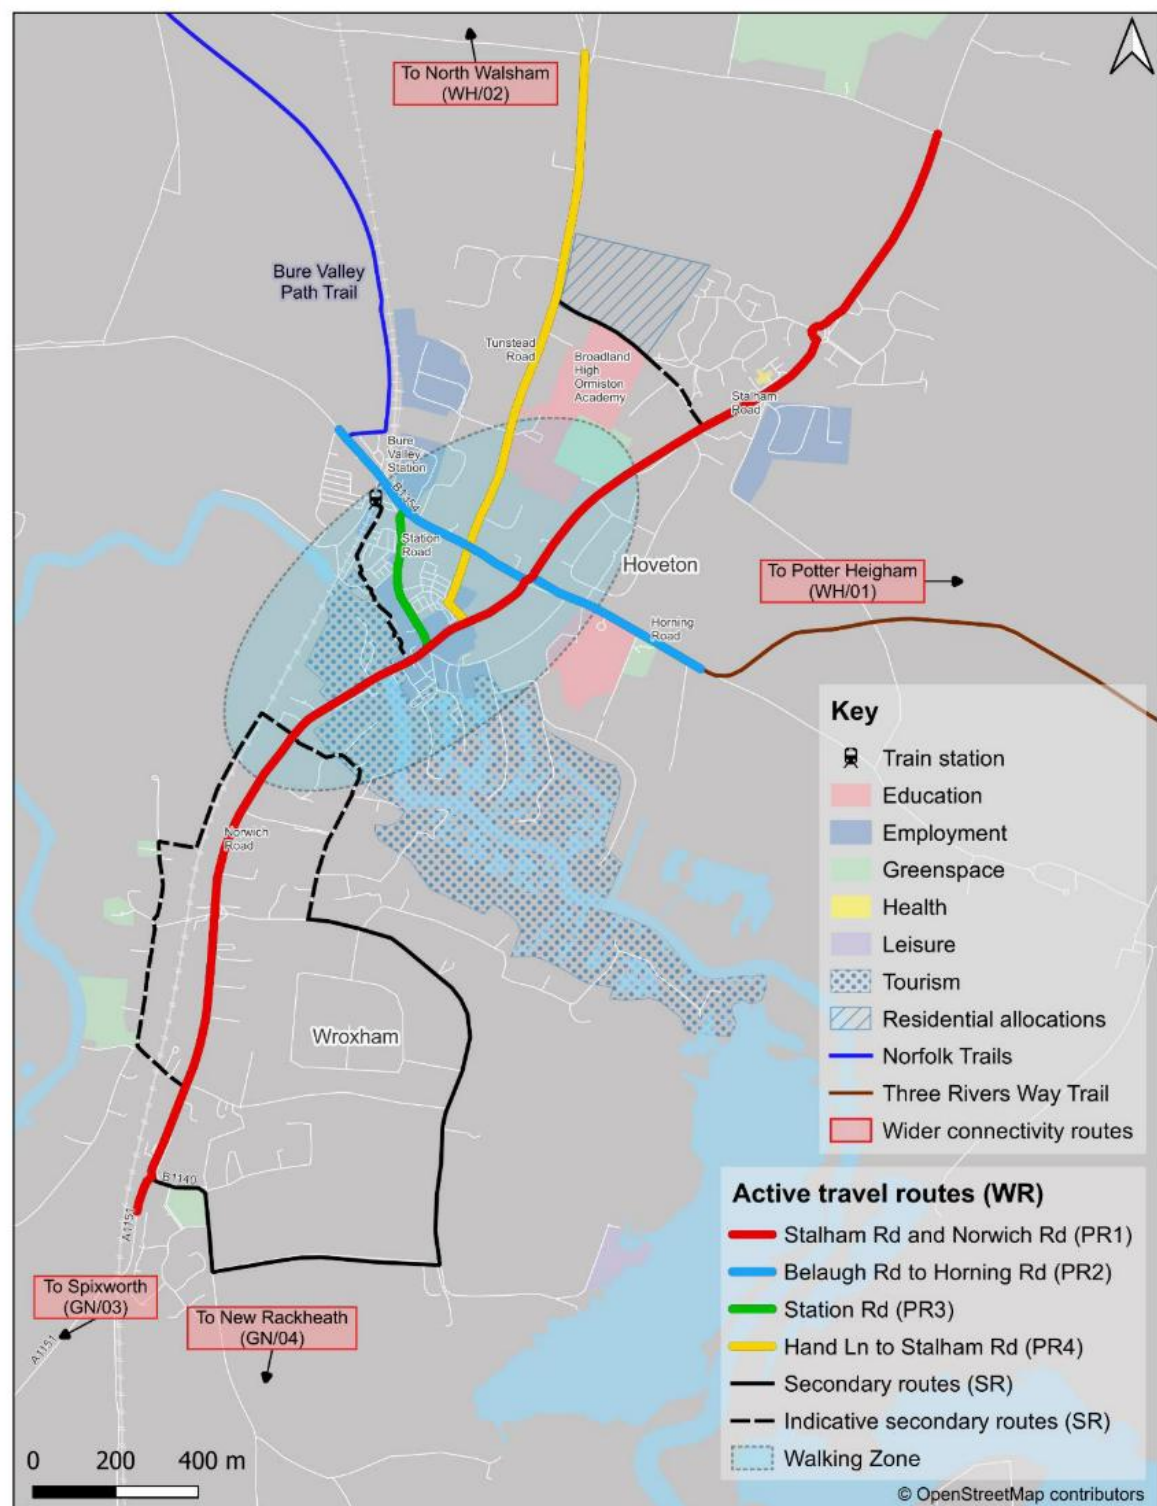 To North Walsham
(WH/02)
Bure Valley
Path Trail
Tunstead
Road
Broadland
High
Ormiston
Academy
Stalham
Road
Bure
Valley
Station
B1354
Station
Road
Hoveton
To Potter Heigham
(WH/01)
Horning
Road
Norwich
Road
Wroxham
B1140
A1151
To Spixworth
(GN/03)
A1151
To New Rackheath
(GN/04)
Key
Train station
Education
Employment
Greenspace
Health
Leisure
Tourism
Residential allocations
Norfolk Trails
Three Rivers Way Trail
Wider connectivity routes
Active travel routes (WR)
Stalham Rd and Norwich Rd (PR1)
Belaugh Rd to Horning Rd (PR2)
Station Rd (PR3)
Hand Ln to Stalham Rd (PR4)
Secondary routes (SR)
Indicative secondary routes (SR)
Walking Zone
0 200 400 m
© OpenStreetMap contributors